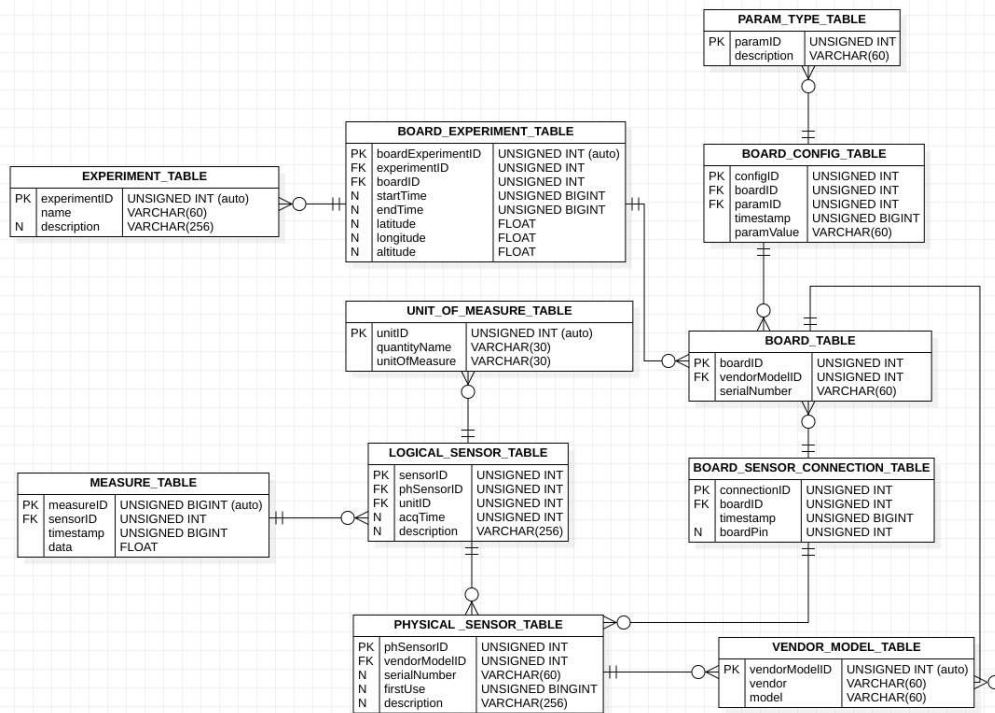 PARAM_TYPE_TABLE
PK paramID UNSIGNED INT
description VARCHAR(60)
BOARD_EXPERIMENT_TABLE
PK boardExperimentID UNSIGNED INT (auto)
FK experimentID UNSIGNED INT
FK boardID UNSIGNED INT
N startTime UNSIGNED BIGINT
N endTime UNSIGNED BIGINT
N latitude FLOAT
N longitude FLOAT
N altitude FLOAT
BOARD_CONFIG_TABLE
PK configID UNSIGNED INT
FK boardID UNSIGNED INT
FK paramID UNSIGNED INT
timestamp UNSIGNED BIGINT
paramValue VARCHAR(60)
EXPERIMENT_TABLE
PK experimentID UNSIGNED INT (auto)
name VARCHAR(60)
N description VARCHAR(256)
UNIT_OF_MEASURE_TABLE
PK unitID UNSIGNED INT (auto)
quantityName VARCHAR(30)
unitOfMeasure VARCHAR(30)
BOARD_TABLE
PK boardID UNSIGNED INT
FK vendorModelID UNSIGNED INT
serialNumber VARCHAR(60)
LOGICAL_SENSOR_TABLE
PK sensorID UNSIGNED INT
FK phSensorID UNSIGNED INT
FK unitID UNSIGNED INT
N acqTime UNSIGNED INT
N description VARCHAR(256)
BOARD_SENSOR_CONNECTION_TABLE
PK connectionID UNSIGNED INT
FK boardID UNSIGNED INT
timestamp UNSIGNED BIGINT
N boardPin UNSIGNED INT
MEASURE_TABLE
PK measureID UNSIGNED BIGINT (auto)
FK sensorID UNSIGNED INT
timestamp UNSIGNED BIGINT
data FLOAT
PHYSICAL _SENSOR_TABLE
PK phSensorID UNSIGNED INT
FK vendorModelID UNSIGNED INT
N serialNumber VARCHAR(60)
N firstUse UNSIGNED BINGINT
N description VARCHAR(256)
VENDOR_MODEL_TABLE
PK vendorModelID UNSIGNED INT (auto)
vendor VARCHAR(60)
model VARCHAR(60)